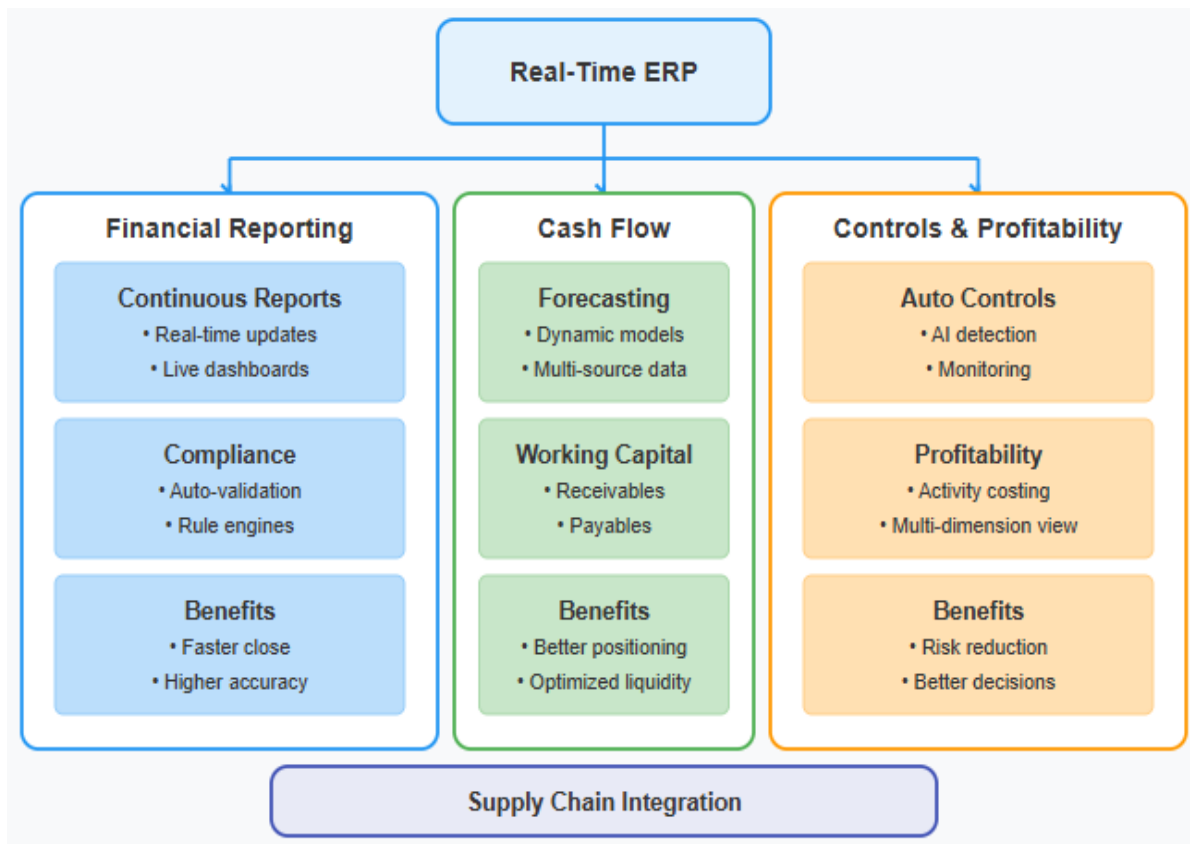 Real-Time ERP
Financial Reporting
Continuous Reports
• Real-time updates
• Live dashboards
Compliance
• Auto-validation
• Rule engines
Benefits
• Faster close
• Higher accuracy
Cash Flow
Forecasting
• Dynamic models
• Multi-source data
Working Capital
• Receivables
• Payables
Benefits
• Better positioning
• Optimized liquidity
Controls & Profitability
Auto Controls
• AI detection
• Monitoring
Profitability
• Activity costing
• Multi-dimension view
Benefits
• Risk reduction
• Better decisions
Supply Chain Integration